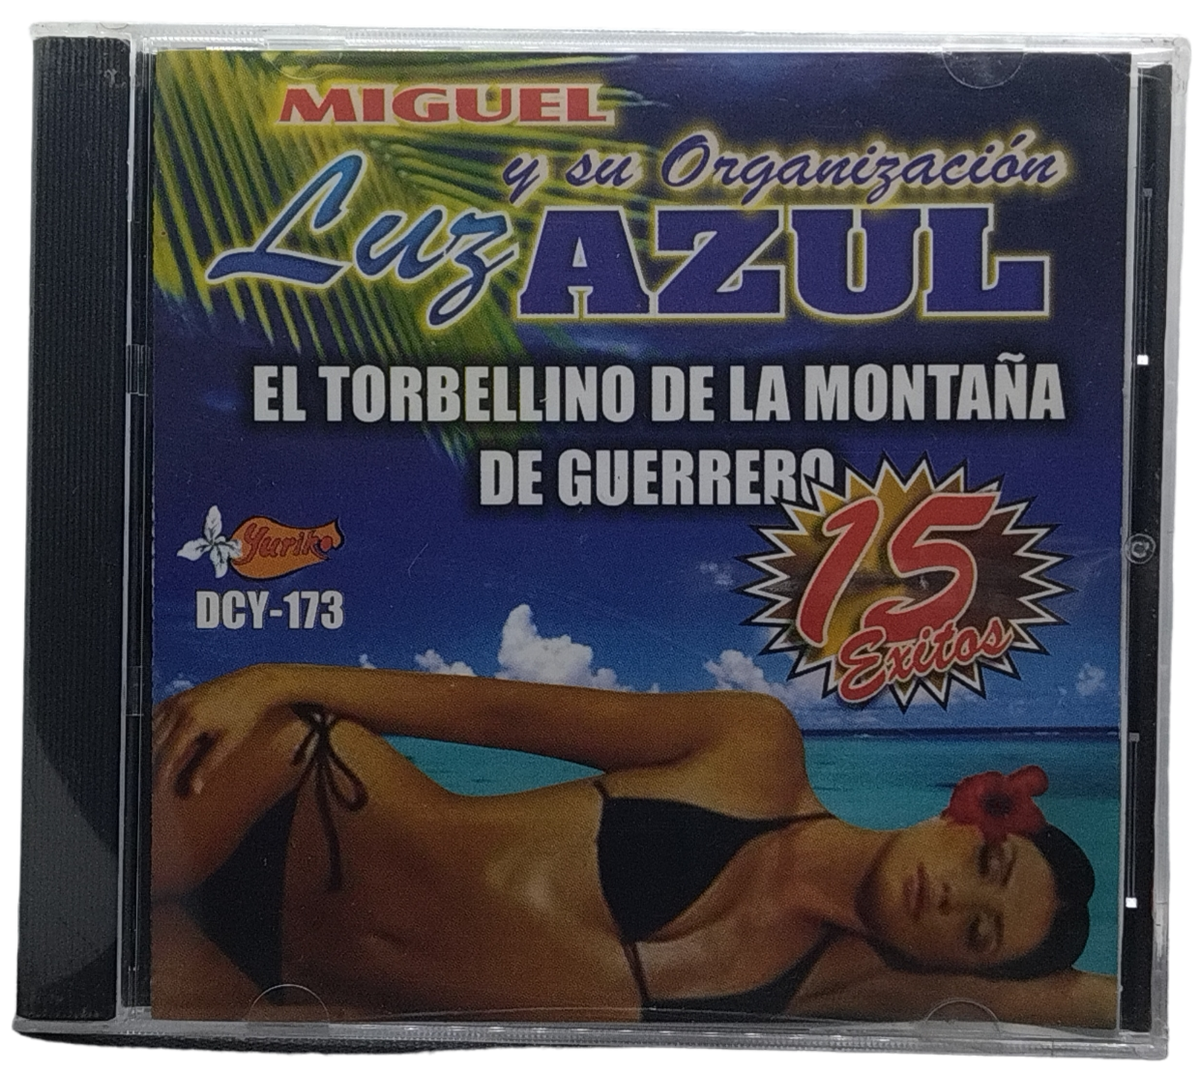 MIGUEL
y su Organización
Luz AZUL
EL TORBELLINO DE LA MONTAÑA
DE GUERRERO
15
Exitos
Yuriko
DCY-173